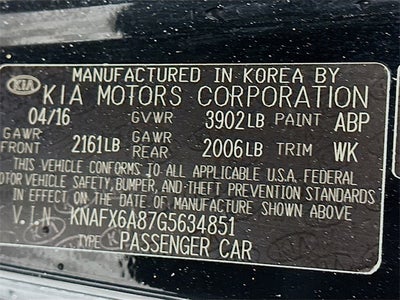 MANUFACTURED IN KOREA BY
KIA KIA MOTORS CORPORATION
04/16 GVWR 3902LB PAINT ABP
GAWR FRONT 2161LB GAWR REAR 2006LB TRIM WK
THIS VEHICLE CONFORMS TO ALL APPLICABLE U.S.A. FEDERAL
MOTOR VEHICLE SAFETY, BUMPER, AND THEFT PREVENTION STANDARDS
IN EFFECT ON THE DATE OF MANUFACTURE SHOWN ABOVE
V.I.N KNAFX6A87G5634851
TYPE: PASSENGER CAR